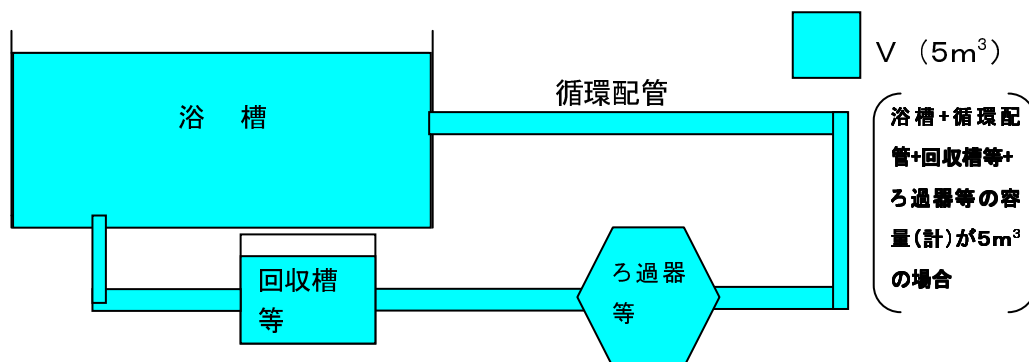 浴　槽
循環配管
V（5m³）
浴槽+循環配
管+回収槽等+
ろ過器等の容
量(計)が5m³
の場合
回収槽
等
ろ過器
等